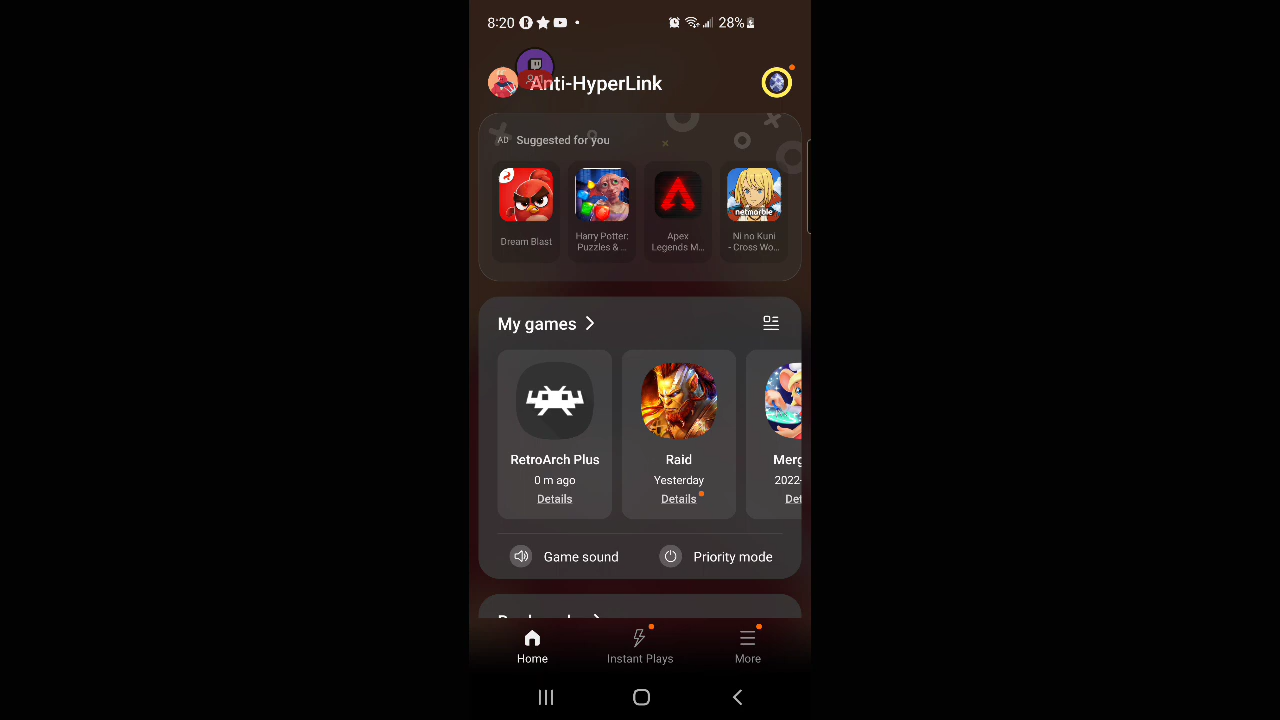 8:20
28%
Anti-HyperLink
AD Suggested for you
netmarble
Dream Blast
Harry Potter:
Puzzles & ...
Apex
Legends M...
Ni no Kuni
- Cross Wo...
My games
RetroArch Plus
0 m ago
Details
Raid
Yesterday
Details
Merg
2022-
Det
Game sound
Priority mode
Home
Instant Plays
More